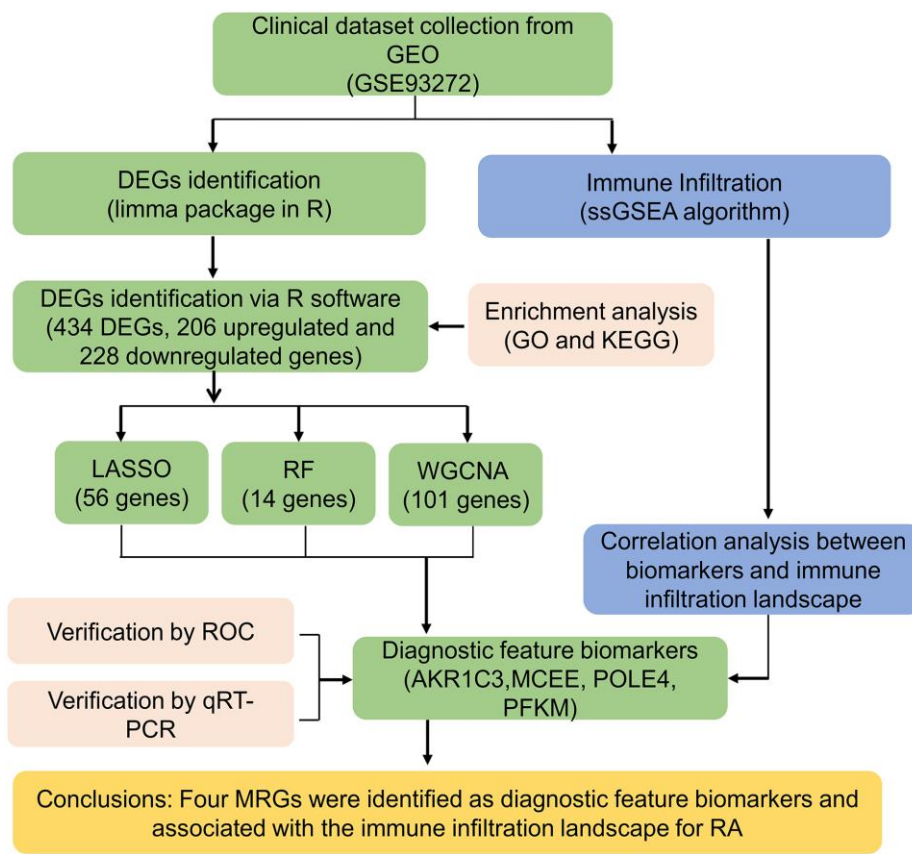 Clinical dataset collection from
GEO
(GSE93272)
DEGs identification
(limma package in R)
Immune Infiltration
(ssGSEA algorithm)
DEGs identification via R software
(434 DEGs, 206 upregulated and
228 downregulated genes)
Enrichment analysis
(GO and KEGG)
LASSO
(56 genes)
RF
(14 genes)
WGCNA
(101 genes)
Correlation analysis between
biomarkers and immune
infiltration landscape
Verification by ROC
Verification by qRT-
PCR
Diagnostic feature biomarkers
(AKR1C3,MCEE, POLE4,
PFKM)
Conclusions: Four MRGs were identified as diagnostic feature biomarkers and
associated with the immune infiltration landscape for RA